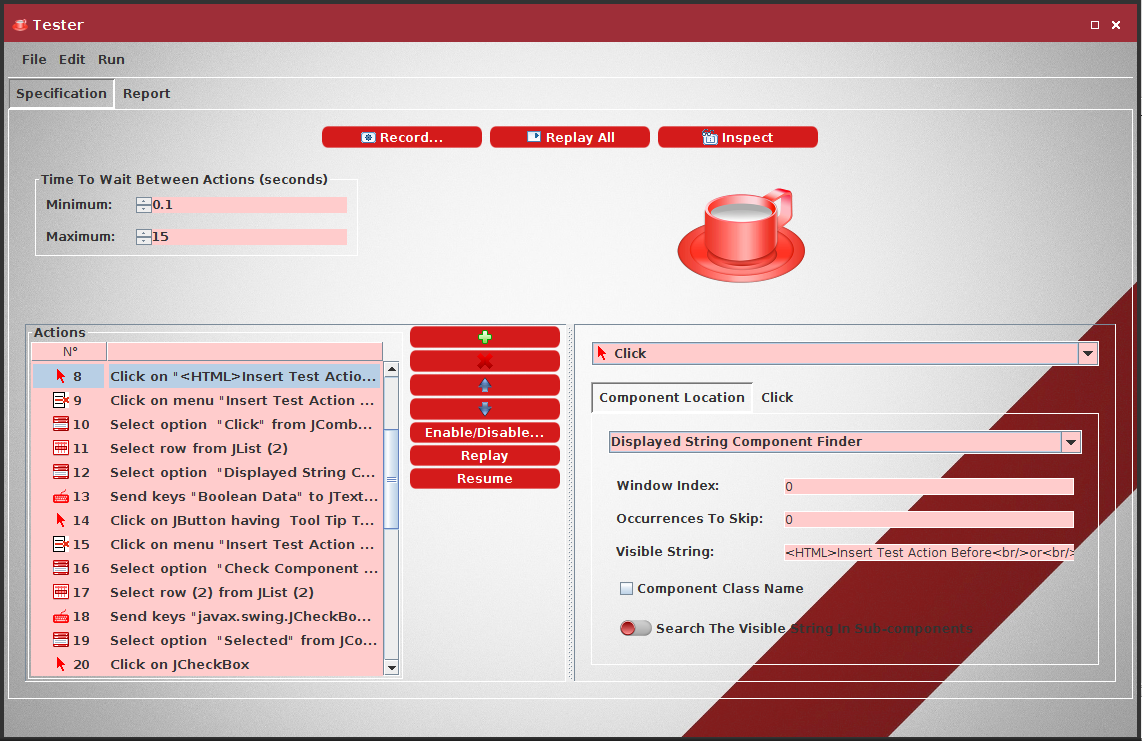 Tester
File Edit Run
Specification Report
Record... Replay All Inspect
Time To Wait Between Actions (seconds)
Minimum: 0.1
Maximum: 15
Actions
N°
8 Click on "<HTML>Insert Test Actio...
9 Click on menu "Insert Test Action ...
10 Select option "Click" from JComb...
11 Select row from JList (2)
12 Select option "Displayed String C...
13 Send keys "Boolean Data" to JText...
14 Click on JButton having Tool Tip T...
15 Click on menu "Insert Test Action ...
16 Select option "Check Component ...
17 Select row (2) from JList (2)
18 Send keys "javax.swing.JCheckBo...
19 Select option "Selected" from JCo...
20 Click on JCheckBox
Enable/Disable...
Replay
Resume
Click
Component Location Click
Displayed String Component Finder
Window Index: 0
Occurrences To Skip: 0
Visible String: <HTML>Insert Test Action Before<br/>or<br/>
Component Class Name
Search The Visible String In Sub-components